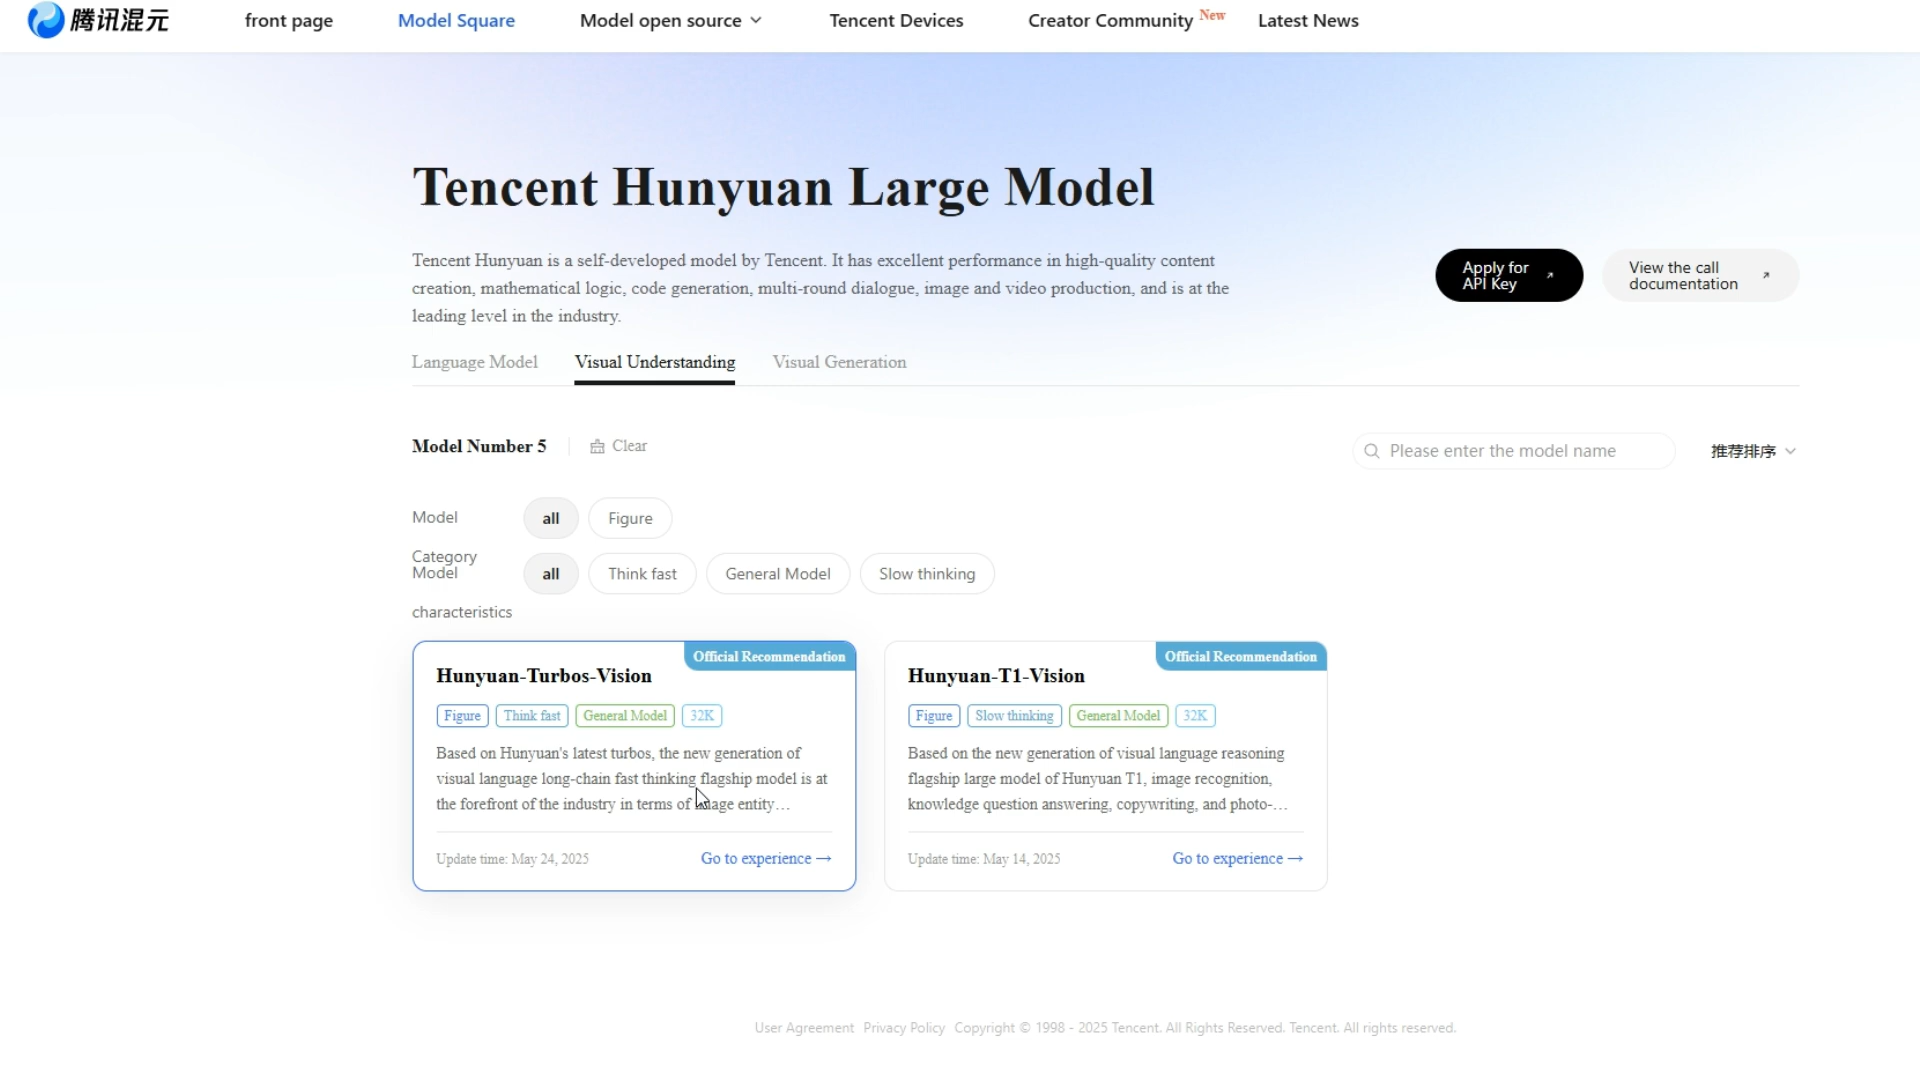 腾讯混元
front page
Model Square
Model open source
Tencent Devices
Creator Community New
Latest News
Tencent Hunyuan Large Model
Tencent Hunyuan is a self-developed model by Tencent. It has excellent performance in high-quality content
creation, mathematical logic, code generation, multi-round dialogue, image and video production, and is at the
leading level in the industry.
Apply for
API Key
View the call
documentation
Language Model
Visual Understanding
Visual Generation
Model Number 5
Clear
Please enter the model name
推荐排序
Model
all
Figure
Category
Model
all
Think fast
General Model
Slow thinking
characteristics
Official Recommendation
Hunyuan-Turbos-Vision
Figure
Think fast
General Model
32K
Based on Hunyuan's latest turbos, the new generation of
visual language long-chain fast thinking flagship model is at
the forefront of the industry in terms of image entity...
Update time: May 24, 2025
Go to experience →
Official Recommendation
Hunyuan-T1-Vision
Figure
Slow thinking
General Model
32K
Based on the new generation of visual language reasoning
flagship large model of Hunyuan T1, image recognition,
knowledge question answering, copywriting, and photo-...
Update time: May 14, 2025
Go to experience →
User Agreement Privacy Policy Copyright © 1998 - 2025 Tencent. All Rights Reserved. Tencent. All rights reserved.